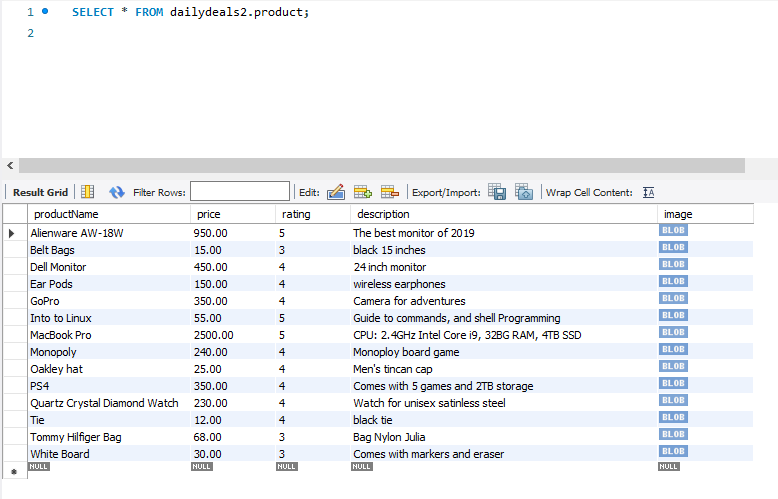 1 SELECT * FROM dailydeals2.product;
2
Result Grid Filter Rows: Edit: Export/Import: Wrap Cell Content: IA
productName price rating description image
Alienware AW-18W 950.00 5 The best monitor of 2019 BLOB
Belt Bags 15.00 3 black 15 inches BLOB
Dell Monitor 450.00 4 24 inch monitor BLOB
Ear Pods 150.00 4 wireless earphones BLOB
GoPro 350.00 4 Camera for adventures BLOB
Into to Linux 55.00 5 Guide to commands, and shell Programming BLOB
MacBook Pro 2500.00 5 CPU: 2.4GHz Intel Core i9, 32BG RAM, 4TB SSD BLOB
Monopoly 240.00 4 Monoploy board game BLOB
Oakley hat 25.00 4 Men's tincan cap BLOB
PS4 350.00 4 Comes with 5 games and 2TB storage BLOB
Quartz Crystal Diamond Watch 230.00 4 Watch for unisex satinless steel BLOB
Tie 12.00 4 black tie BLOB
Tommy Hilfiger Bag 68.00 3 Bag Nylon Julia BLOB
White Board 30.00 3 Comes with markers and eraser BLOB
NULL NULL NULL NULL NULL